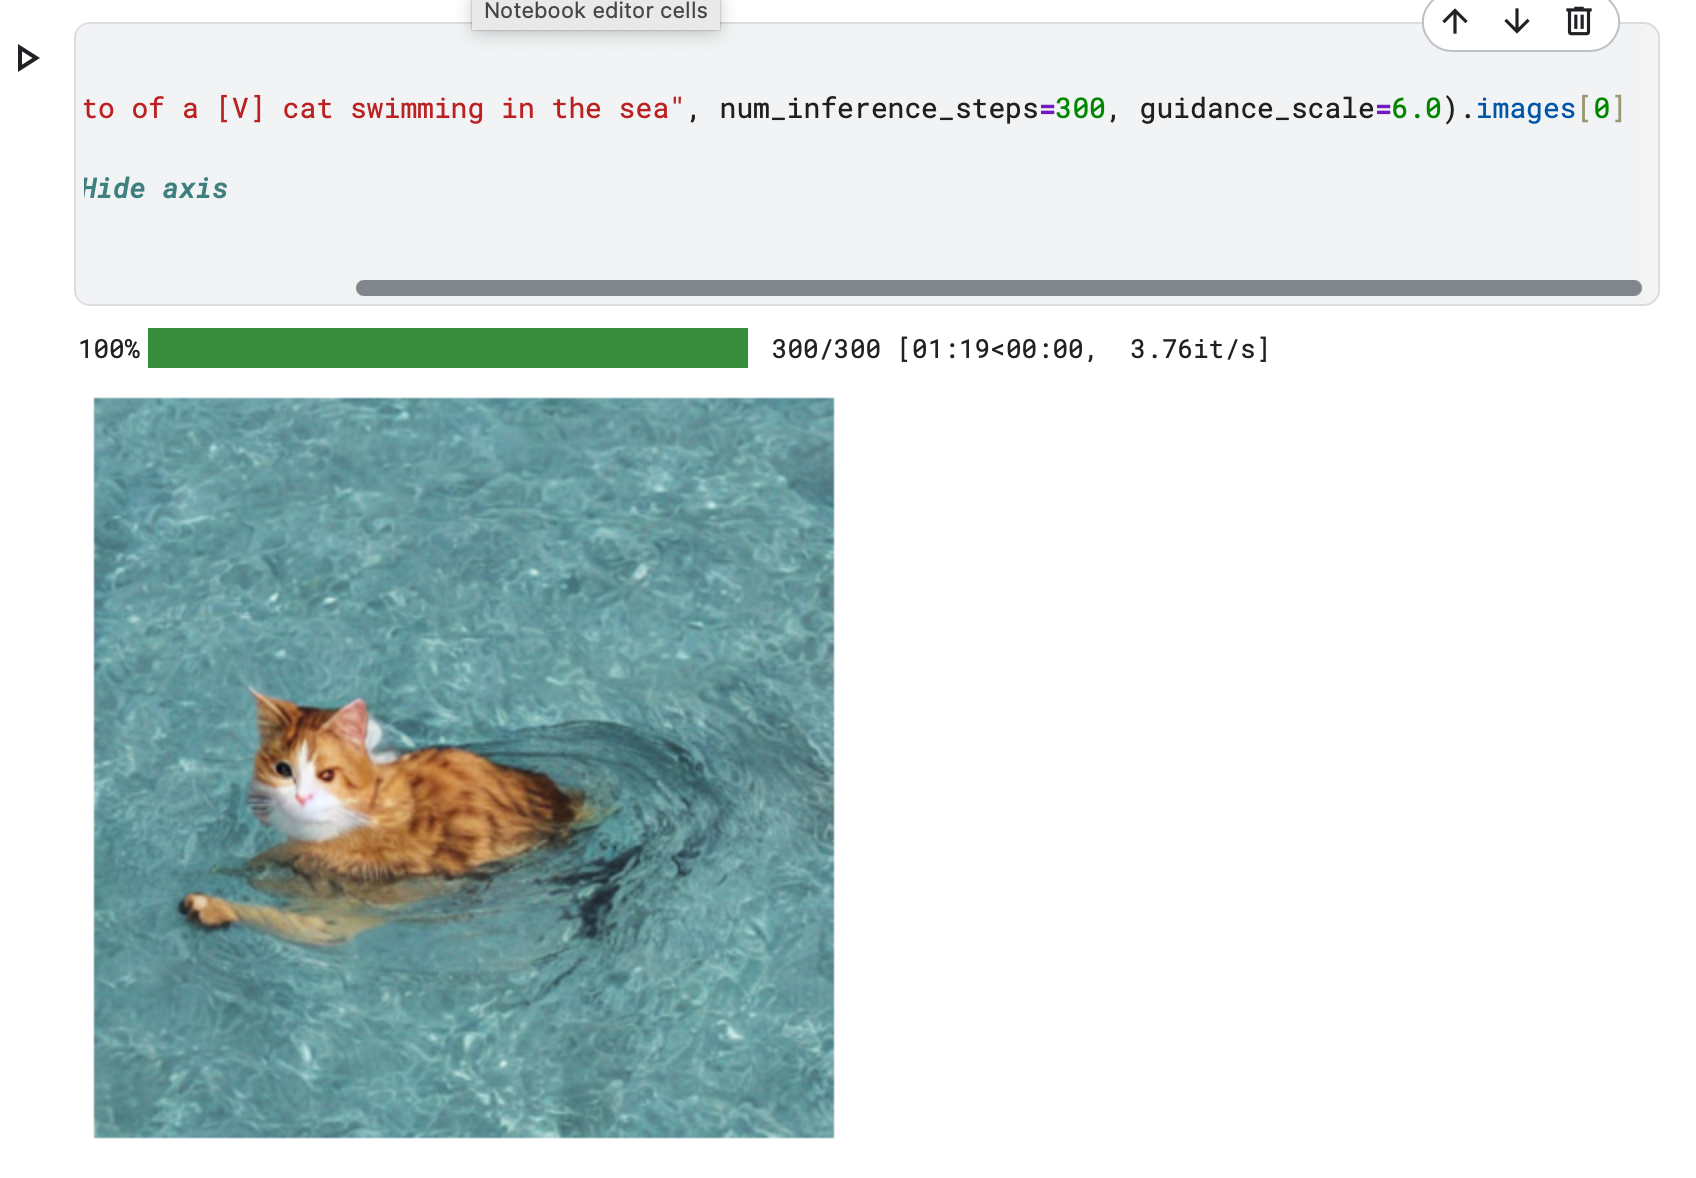 Notebook editor cells
to of a [V] cat swimming in the sea", num_inference_steps=300, guidance_scale=6.0).images[0]
Hide axis
100% 300/300 [01:19<00:00, 3.76it/s]